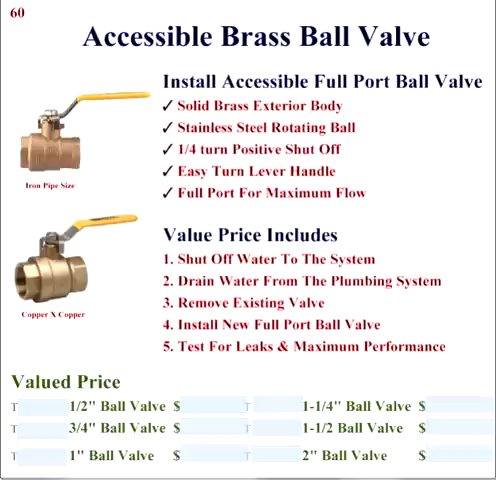 60
Accessible Brass Ball Valve
Install Accessible Full Port Ball Valve
✓ Solid Brass Exterior Body
✓ Stainless Steel Rotating Ball
✓ 1/4 turn Positive Shut Off
✓ Easy Turn Lever Handle
✓ Full Port For Maximum Flow
Iron Pipe Size
Value Price Includes
1. Shut Off Water To The System
2. Drain Water From The Plumbing System
3. Remove Existing Valve
4. Install New Full Port Ball Valve
5. Test For Leaks & Maximum Performance
Copper X Copper
Valued Price
T 1/2" Ball Valve $ T 1-1/4" Ball Valve $
T 3/4" Ball Valve $ T 1-1/2 Ball Valve $
T 1" Ball Valve $ T 2" Ball Valve $